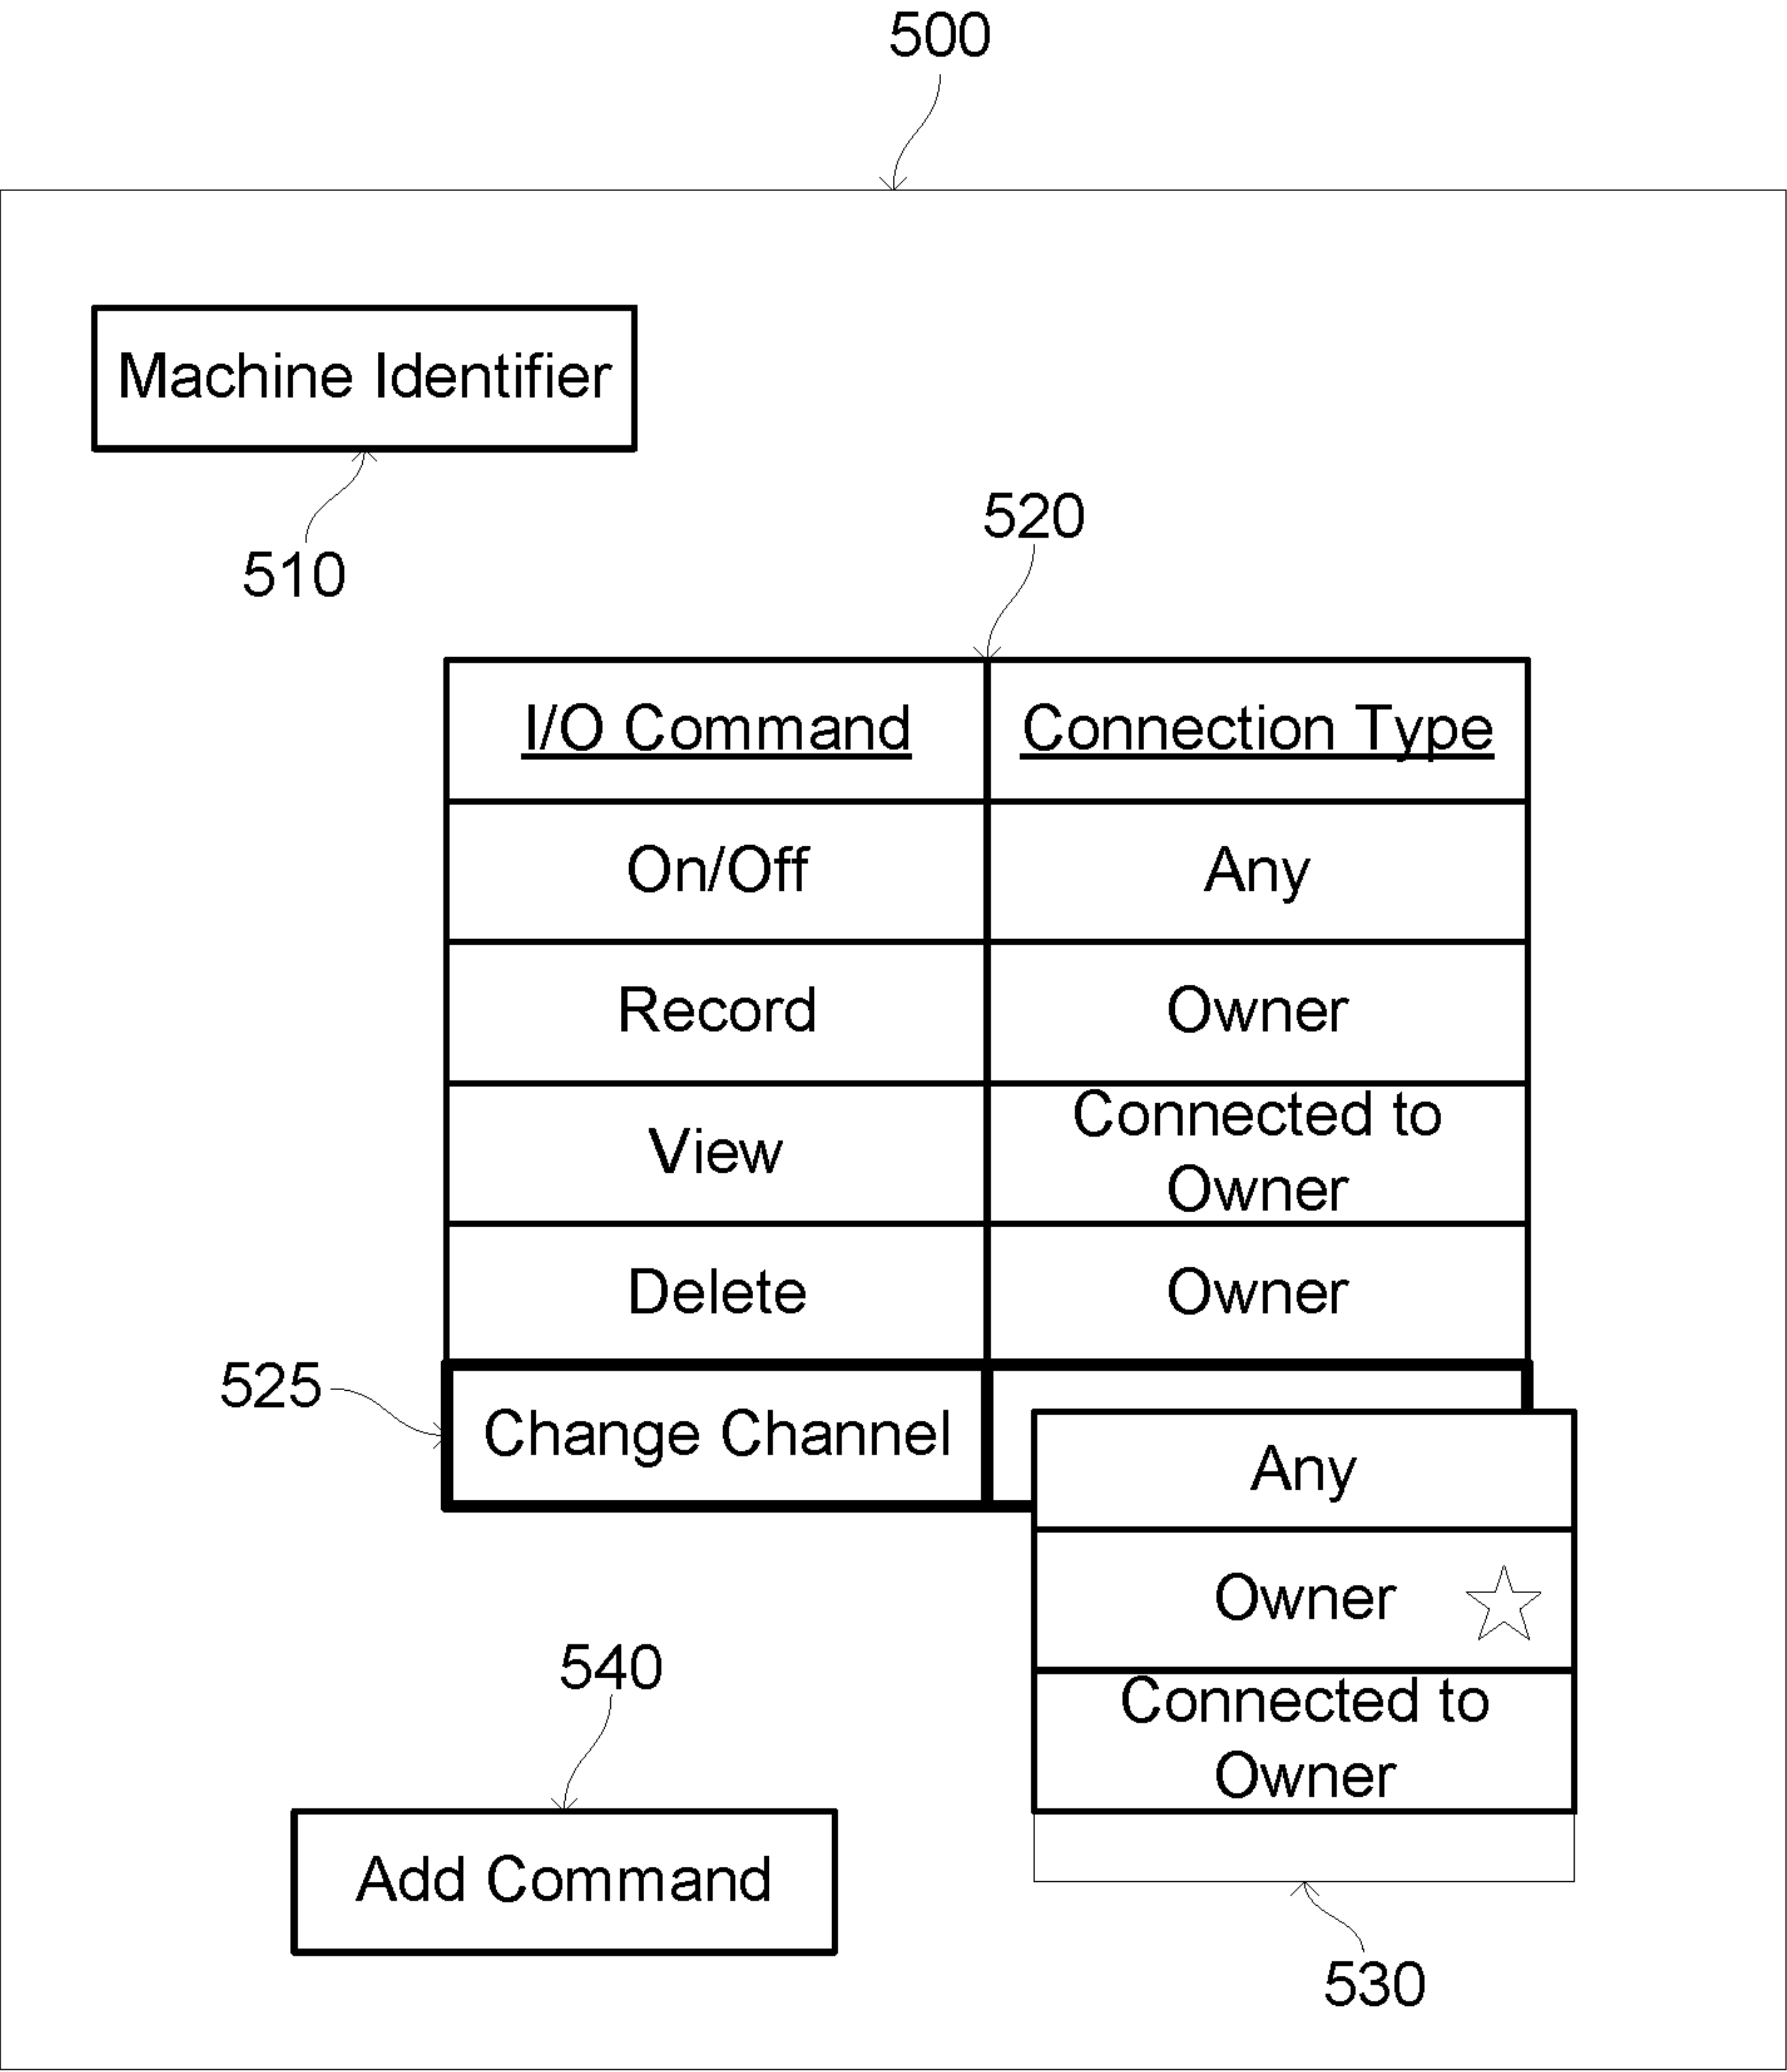 500
Machine Identifier
510
520
I/O Command Connection Type
On/Off Any
Record Owner
View Connected to
Owner
Delete Owner
525
Change Channel
Any
Owner
Connected to
Owner
540
Add Command
530